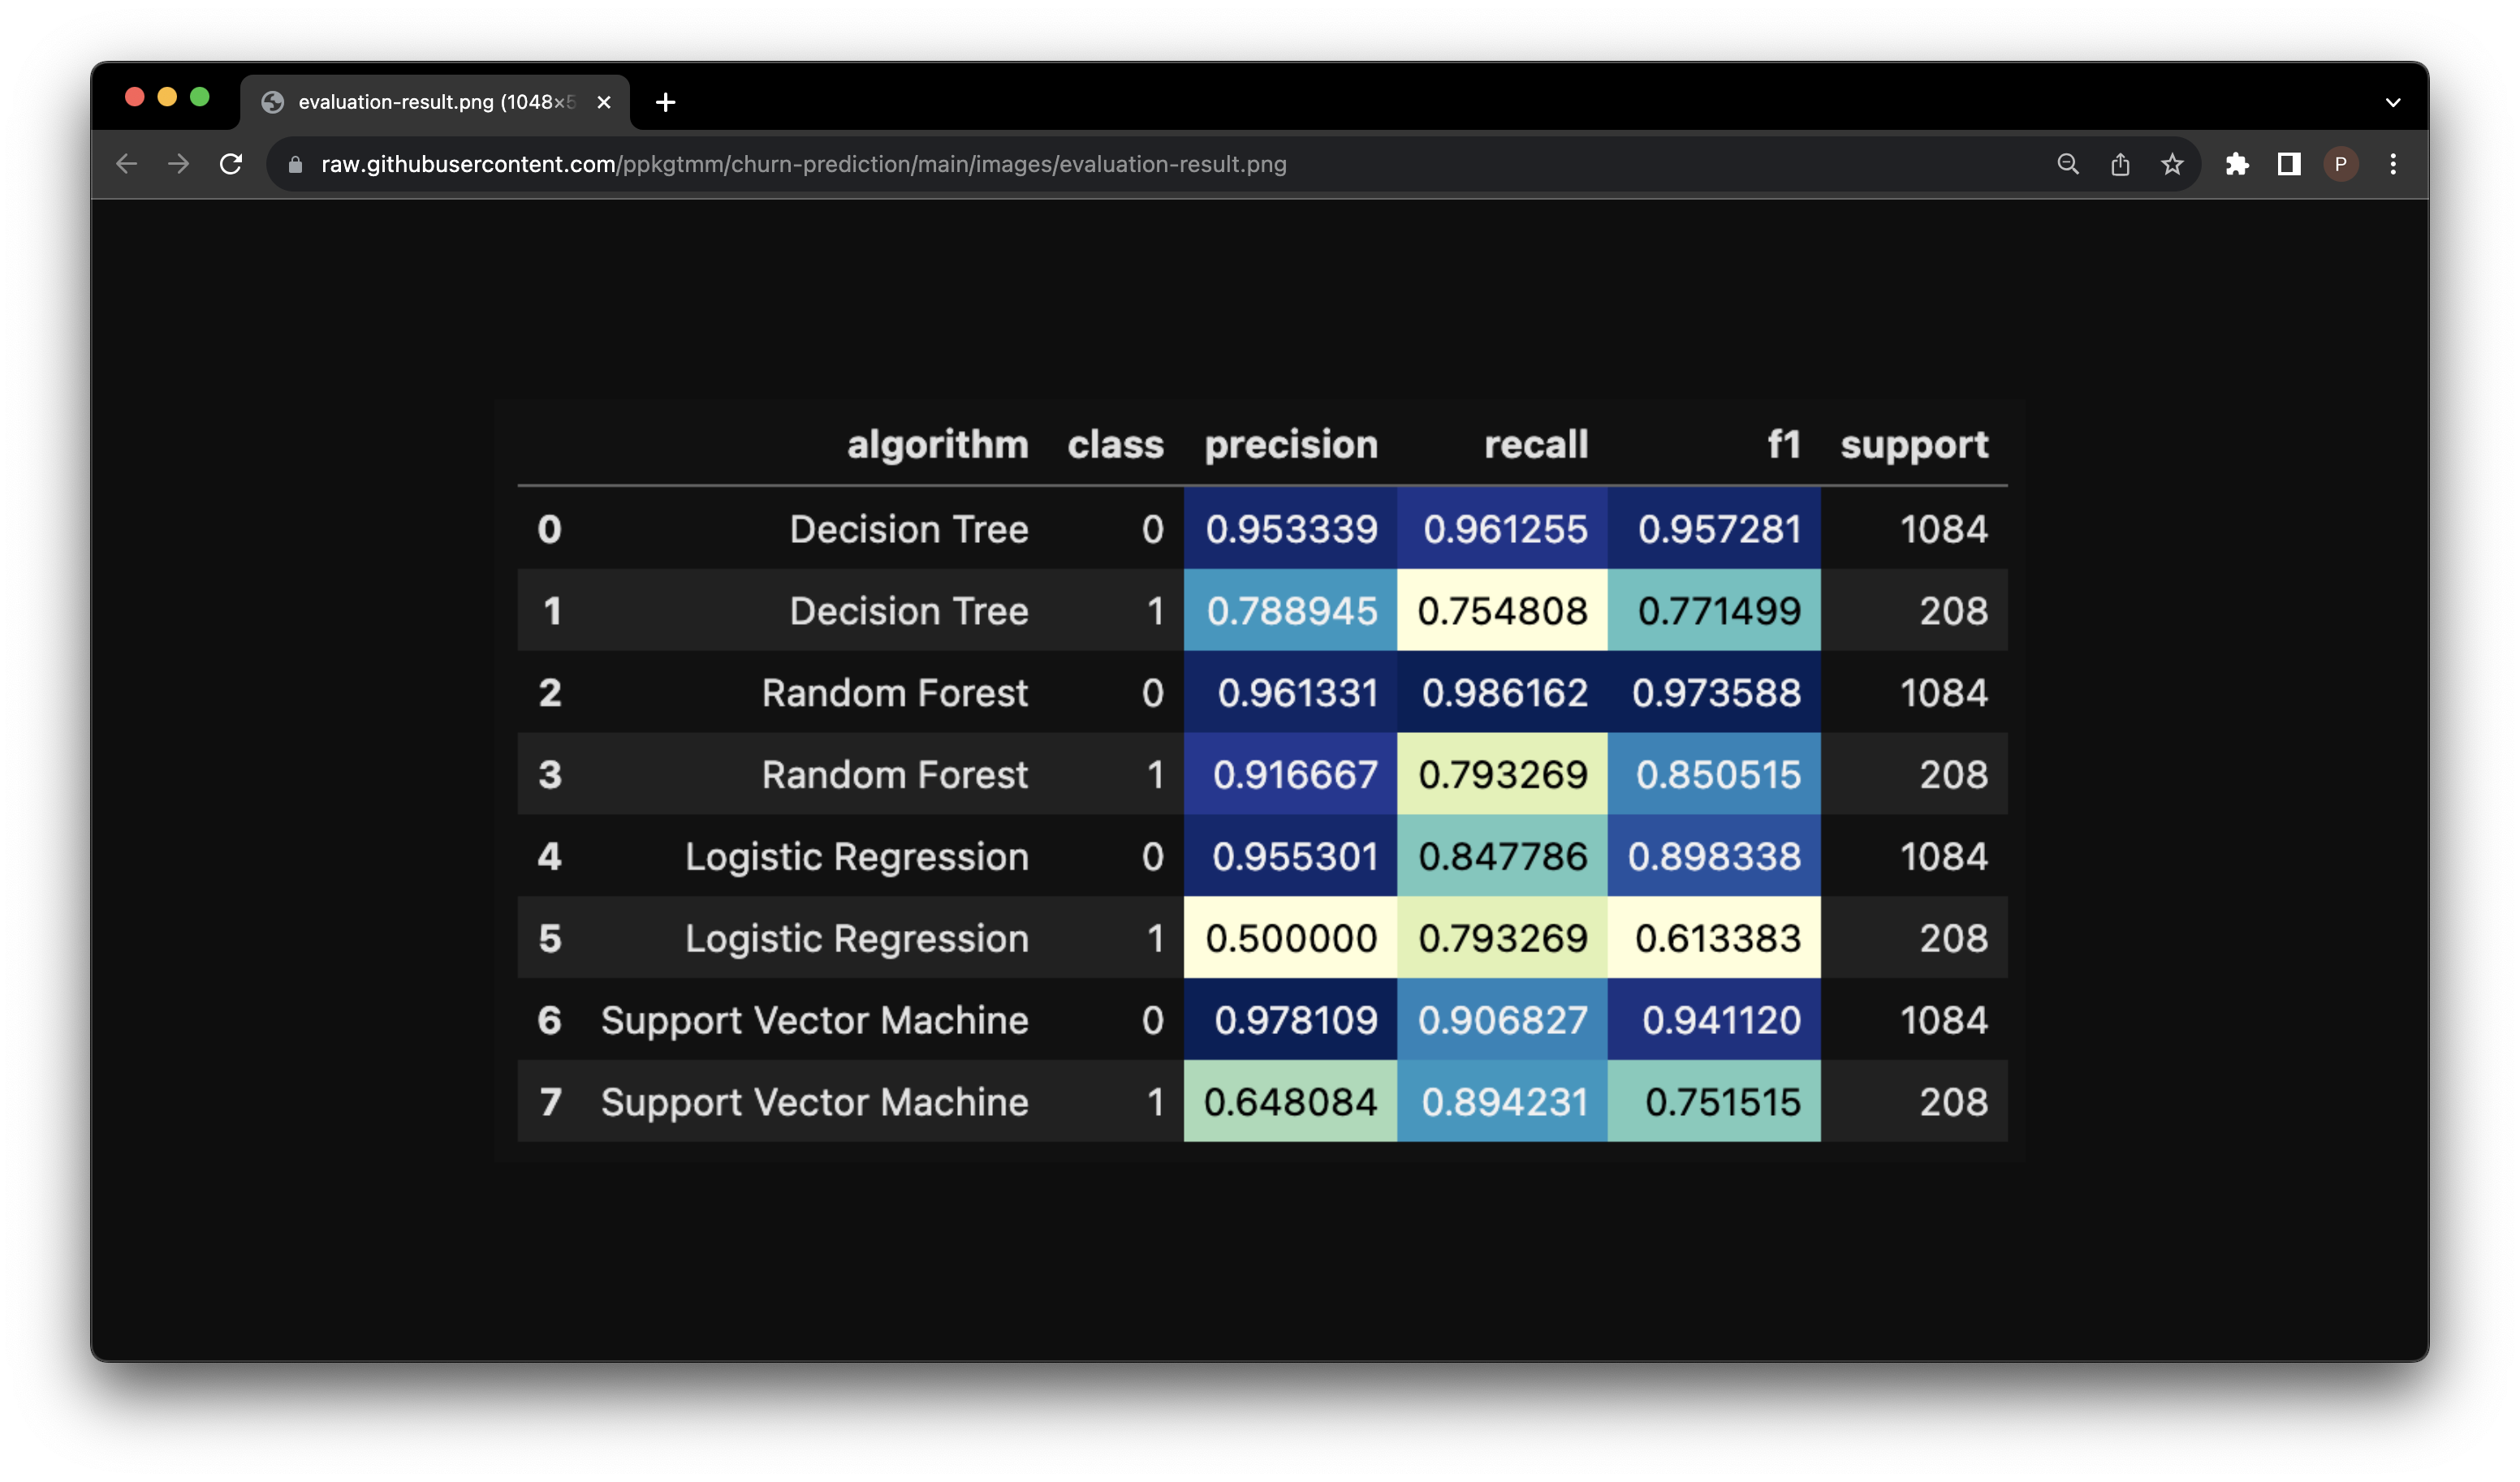 evaluation-result.png (1048×5
raw.githubusercontent.com/ppkgtmm/churn-prediction/main/images/evaluation-result.png P
algorithm class precision recall f1 support
0 Decision Tree 0 0.953339 0.961255 0.957281 1084
1 Decision Tree 1 0.788945 0.754808 0.771499 208
2 Random Forest 0 0.961331 0.986162 0.973588 1084
3 Random Forest 1 0.916667 0.793269 0.850515 208
4 Logistic Regression 0 0.955301 0.847786 0.898338 1084
5 Logistic Regression 1 0.500000 0.793269 0.613383 208
6 Support Vector Machine 0 0.978109 0.906827 0.941120 1084
7 Support Vector Machine 1 0.648084 0.894231 0.751515 208